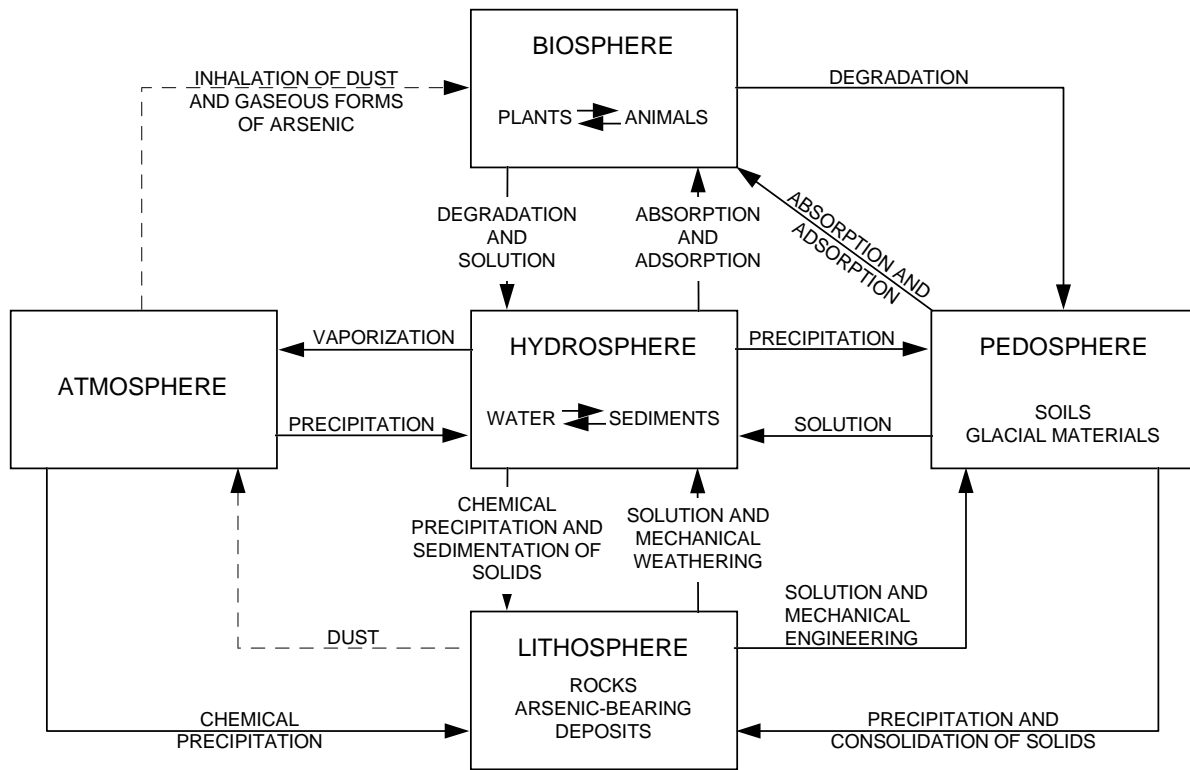 BIOSPHERE
PLANTS
ANIMALS
INHALATION OF DUST
AND GASEOUS FORMS
OF ARSENIC
DEGRADATION
DEGRADATION
AND
SOLUTION
ABSORPTION
AND
ADSORPTION
ABSORPTION AND
ADSORPTION
ATMOSPHERE
VAPORIZATION
PRECIPITATION
HYDROSPHERE
WATER
SEDIMENTS
PRECIPITATION
SOLUTION
PEDOSPHERE
SOILS
GLACIAL MATERIALS
CHEMICAL
PRECIPITATION AND
SEDIMENTATION OF
SOLIDS
SOLUTION AND
MECHANICAL
WEATHERING
SOLUTION AND
MECHANICAL
ENGINEERING
DUST
LITHOSPHERE
ROCKS
ARSENIC-BEARING
DEPOSITS
CHEMICAL
PRECIPITATION
PRECIPITATION AND
CONSOLIDATION OF SOLIDS